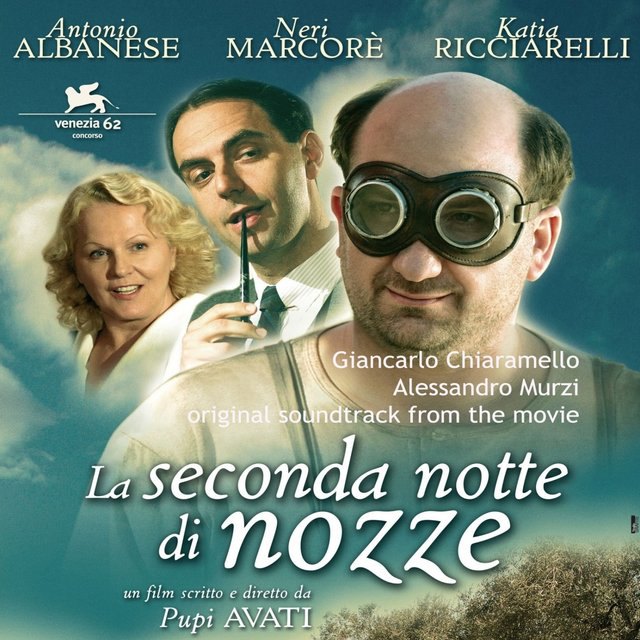 Antonio Neri Katia
ALBANESE MARCORÈ RICCIARELLI
venezia 62
concorso
Giancarlo Chiaramello
Alessandro Murzi
original soundtrack from the movie
La seconda notte
di nozze
un film scritto e diretto da
Pupi AVATI